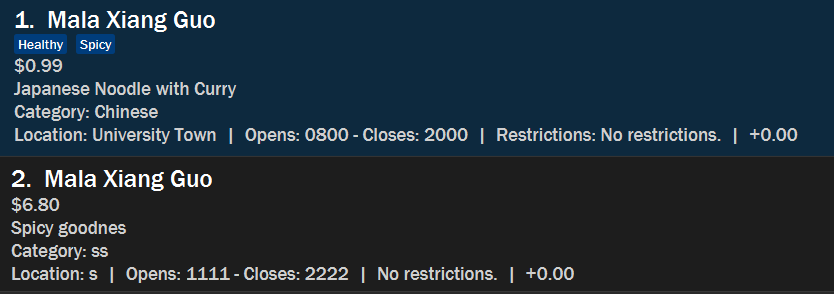 1. Mala Xiang Guo
Healthy Spicy
$0.99
Japanese Noodle with Curry
Category: Chinese
Location: University Town | Opens: 0800 - Closes: 2000 | Restrictions: No restrictions. | +0.00
2. Mala Xiang Guo
$6.80
Spicy goodnes
Category: ss
Location: s | Opens: 1111 - Closes: 2222 | No restrictions. | +0.00